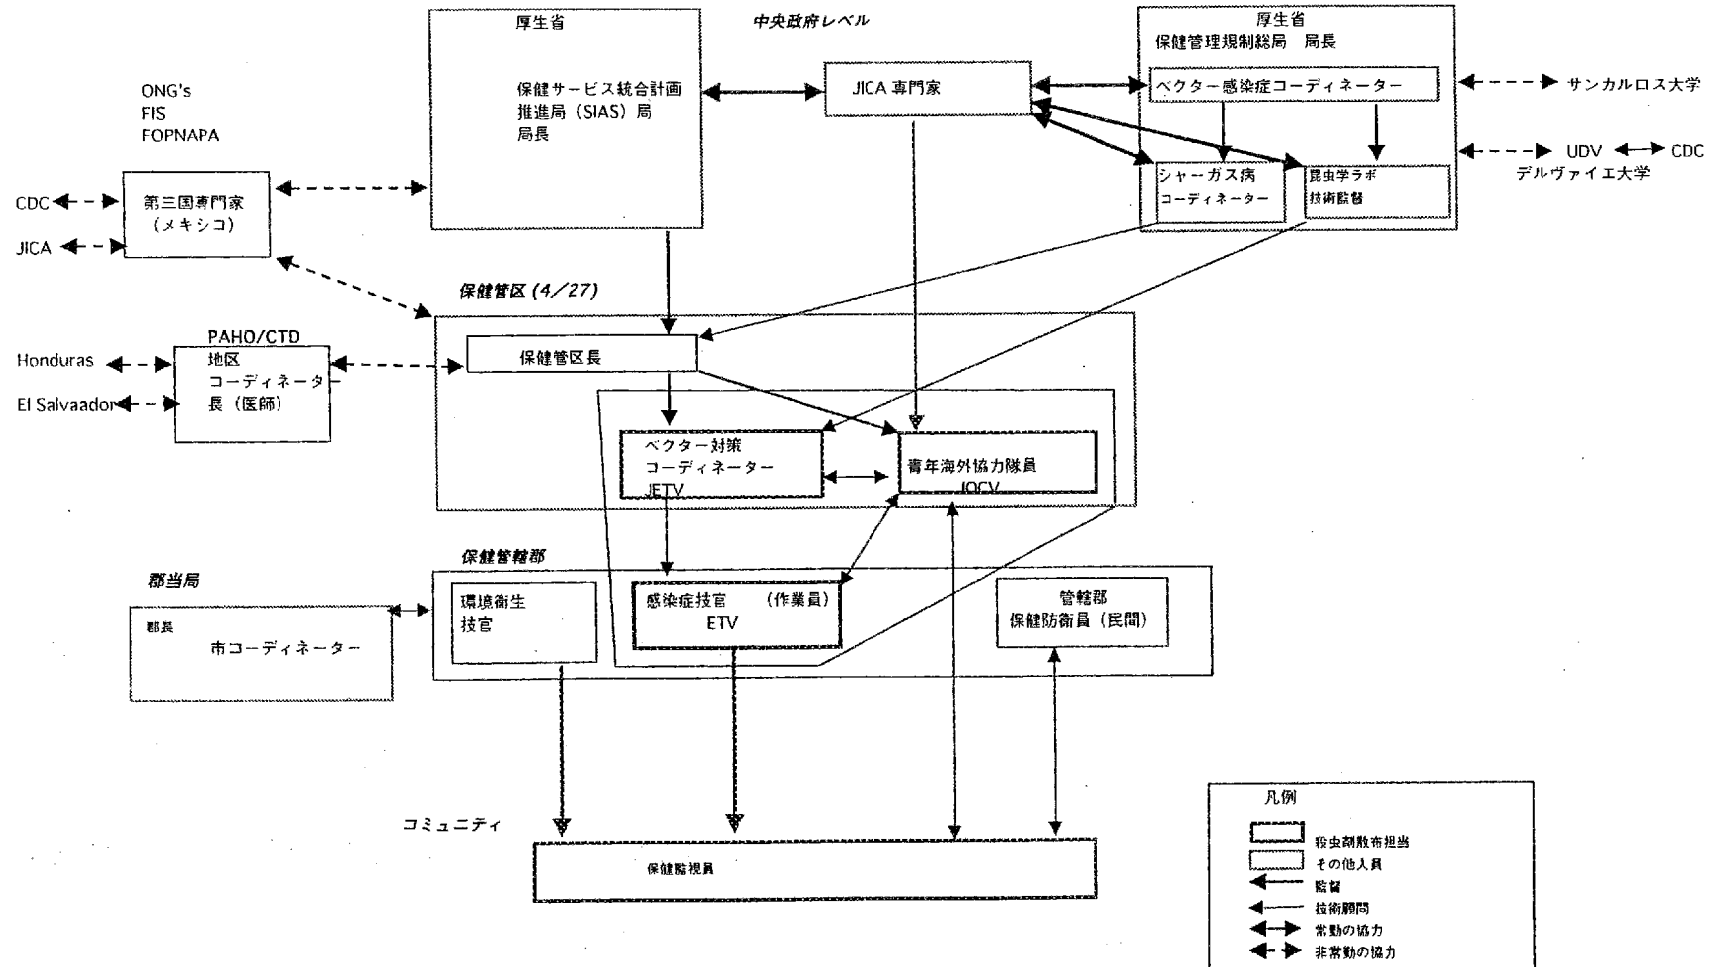 中央政府レベル
厚生省
保健サービス統合計画
推進局（SIAS）局
局長
JICA 専門家
厚生省
保健管理規制総局　局長
ベクター感染症コーディネーター
シャーガス病
コーディネーター
昆虫学ラボ
技術監督
サンカルロス大学
UDV
CDC
デルヴァイエ大学
ONG's
FIS
FOPNAPA
CDC
JICA
第三国専門家
（メキシコ）
保健管区 (4／27)
PAHO/CTD
地区
コーディネーター
長（医師）
Honduras
El Salvaador
保健管区長
ベクター対策
コーディネーター
JETV
青年海外協力隊員
JOCV
保健管轄郡
郡当局
郡長
市コーディネーター
環境衛生
技官
感染症技官　　（作業員）
ETV
管轄郡
保健防衛員（民間）
コミュニティ
保健監視員
凡例
殺虫剤散布担当
その他人員
監督
技術顧問
常勤の協力
非常勤の協力